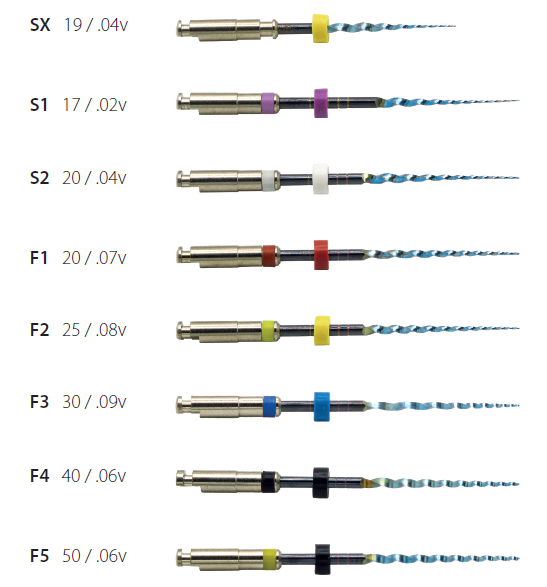 SX 19 / .04v
S1 17 / .02v
S2 20 / .04v
F1 20 / .07v
F2 25 / .08v
F3 30 / .09v
F4 40 / .06v
F5 50 / .06v